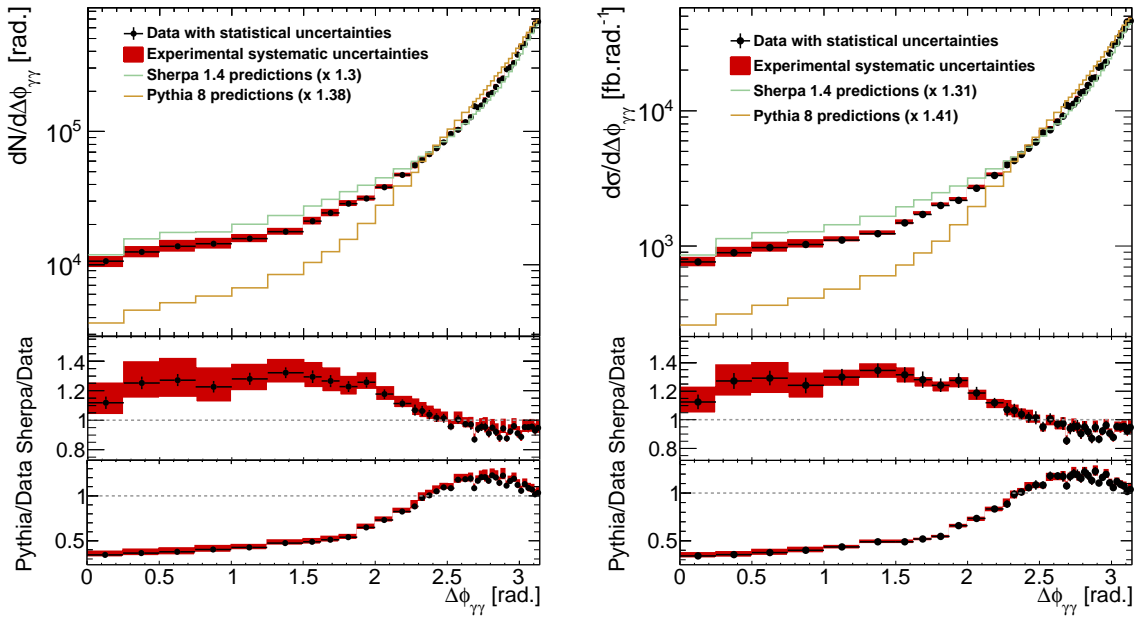 dN/dΔϕγγ [rad.]
10⁵
10⁴
Data with statistical uncertainties
Experimental systematic uncertainties
Sherpa 1.4 predictions (x 1.3)
Pythia 8 predictions (x 1.38)
Sherpa/Data
1.4
1.2
1
0.8
Pythia/Data
1
0.5
0 0.5 1 1.5 2 2.5 3
Δϕγγ [rad.]
dσ/dΔϕγγ [fb.rad⁻¹]
10⁴
10³
Data with statistical uncertainties
Experimental systematic uncertainties
Sherpa 1.4 predictions (x 1.31)
Pythia 8 predictions (x 1.41)
Sherpa/Data
1.4
1.2
1
0.8
Pythia/Data
1
0.5
0 0.5 1 1.5 2 2.5 3
Δϕγγ [rad.]